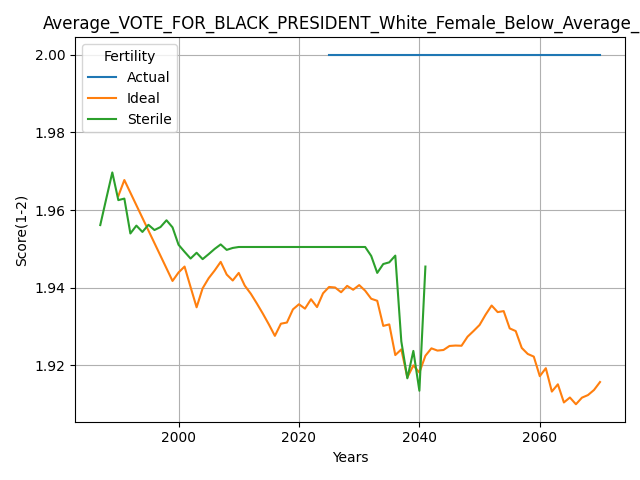 Average_VOTE_FOR_BLACK_PRESIDENT_White_Female_Below_Average_
Fertility
Actual
Ideal
Sterile
Score(1-2)
2.00
1.98
1.96
1.94
1.92
2000 2020 2040 2060
Years